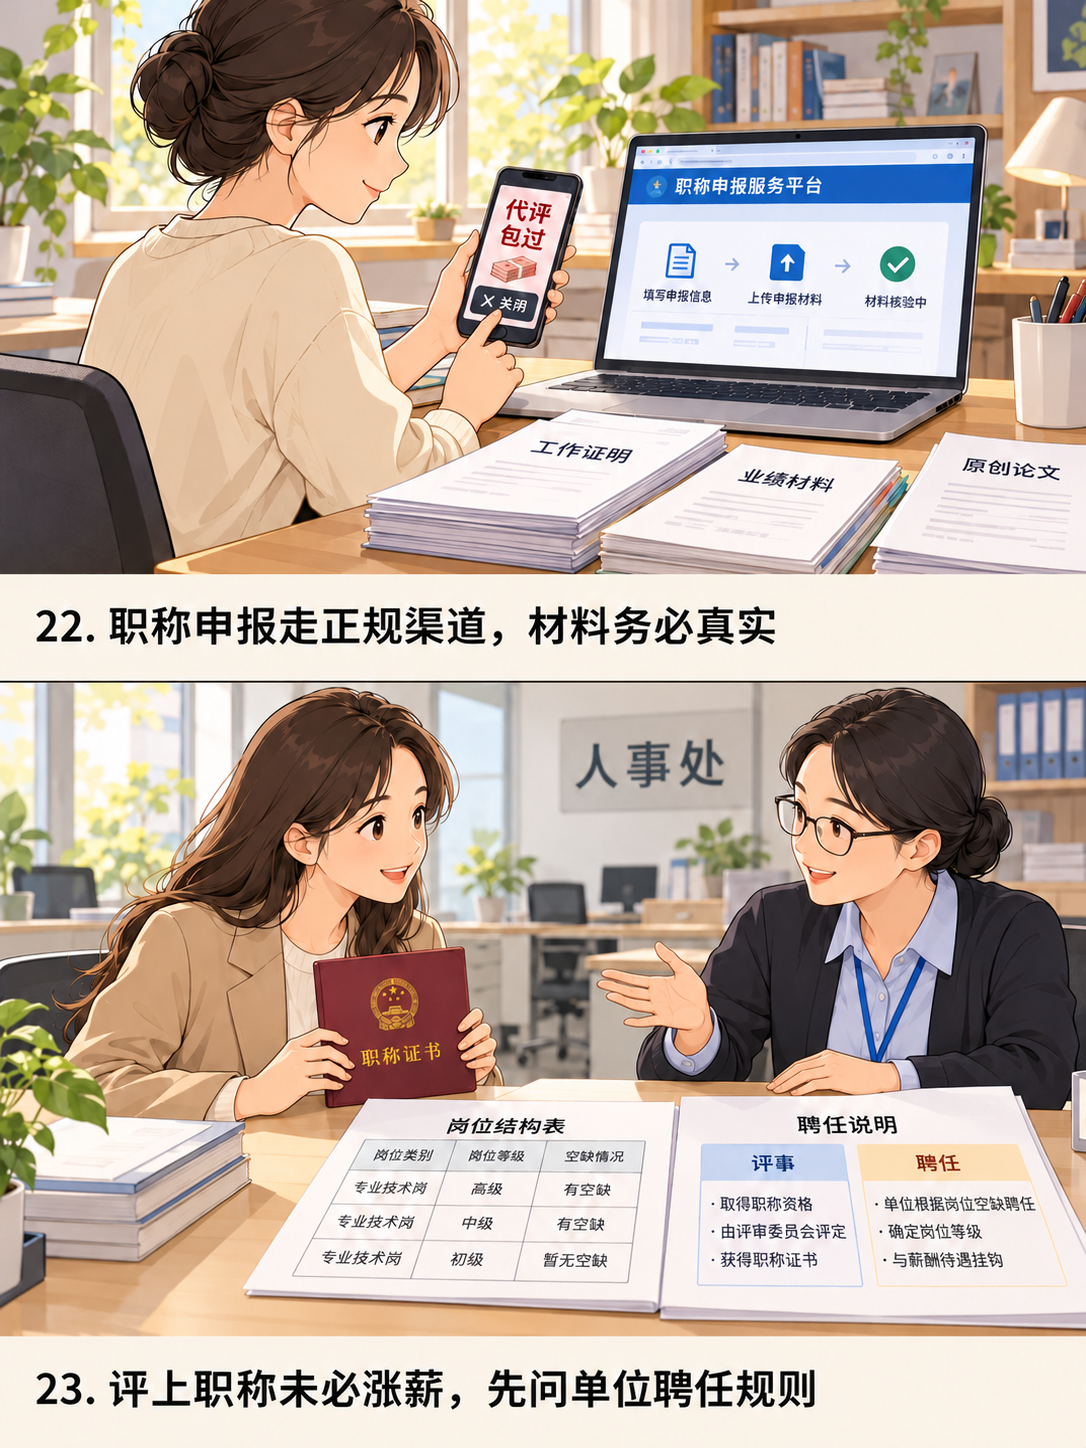 代评
包过
关闭
职称申报服务平台
填写申报信息
上传申报材料
材料核验中
工作证明
业绩材料
原创论文
22. 职称申报走正规渠道，材料务必真实
人事处
职称证书
岗位结构表
岗位类别 岗位等级 空缺情况
专业技术岗 高级 有空缺
专业技术岗 中级 有空缺
专业技术岗 初级 暂无空缺
聘任说明
评事
· 取得职称资格
· 由评审委员会评定
· 获得职称证书
聘任
· 单位根据岗位空缺聘任
· 确定岗位等级
· 与薪酬待遇挂钩
23. 评上职称未必涨薪，先问单位聘任规则